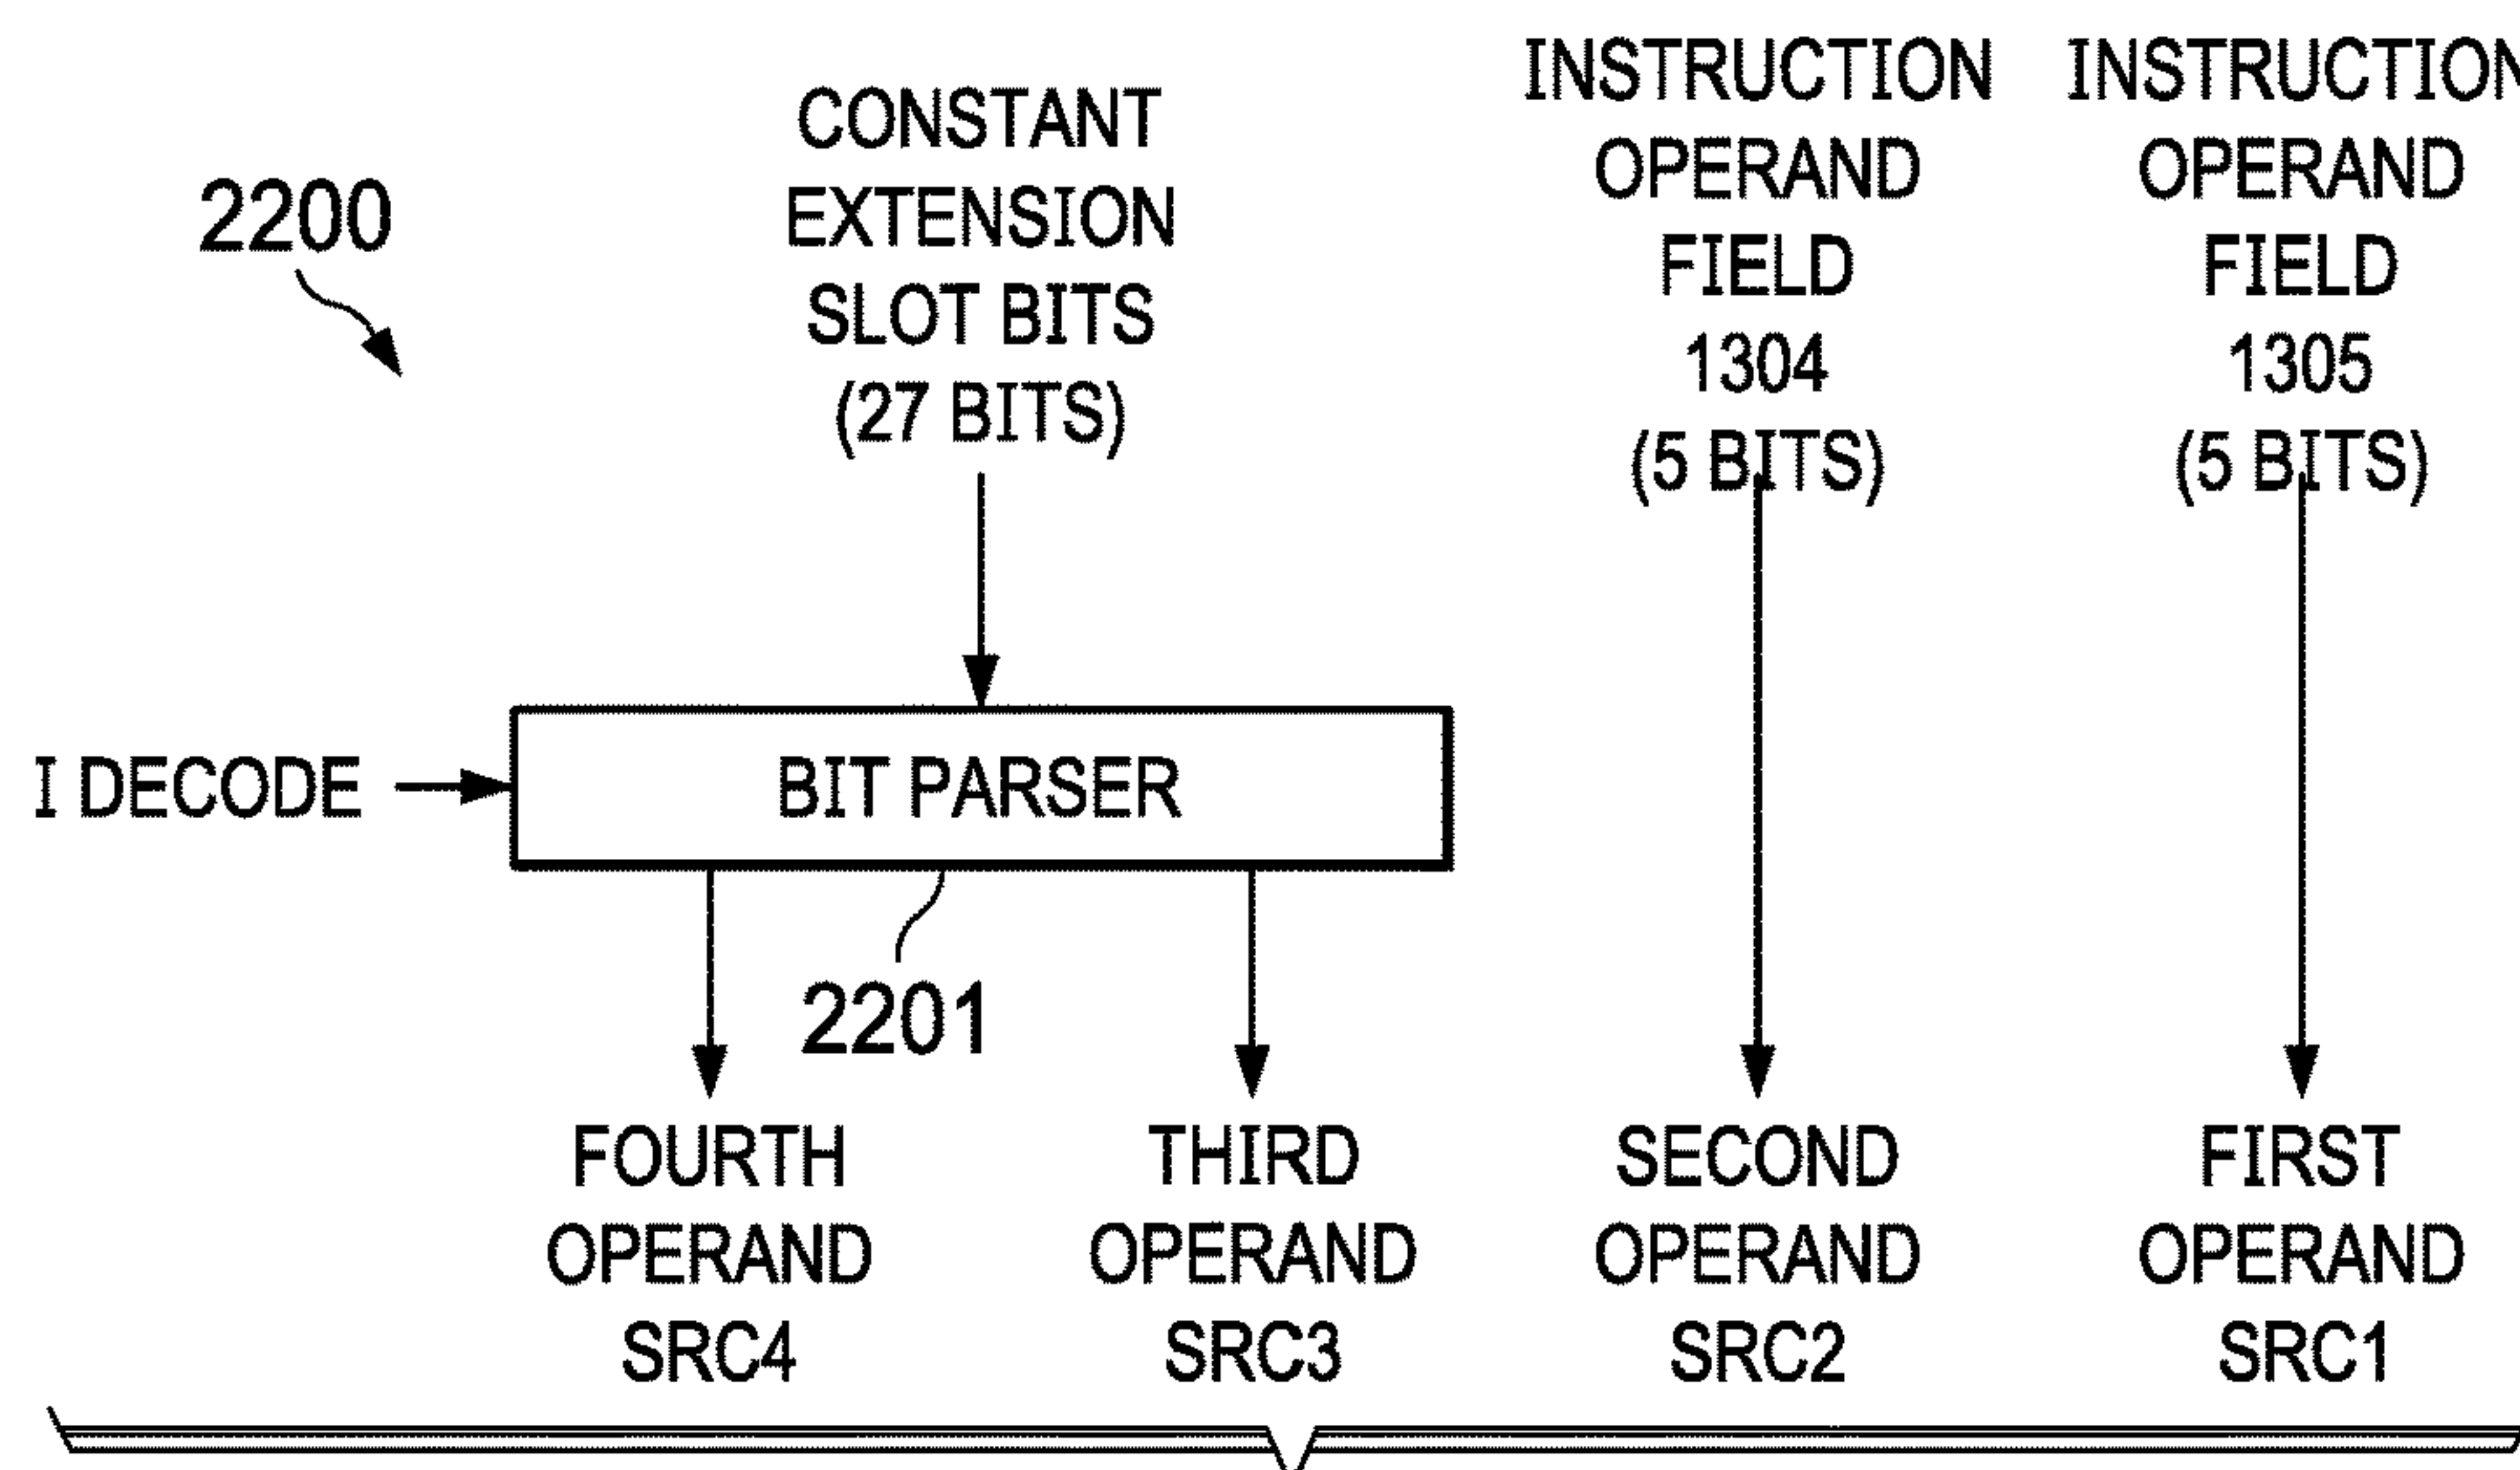 2200
CONSTANT
EXTENSION
SLOT BITS
(27 BITS)
INSTRUCTION
OPERAND
FIELD
1304
(5 BITS)
INSTRUCTION
OPERAND
FIELD
1305
(5 BITS)
I DECODE
BIT PARSER
2201
FOURTH
OPERAND
SRC4
THIRD
OPERAND
SRC3
SECOND
OPERAND
SRC2
FIRST
OPERAND
SRC1